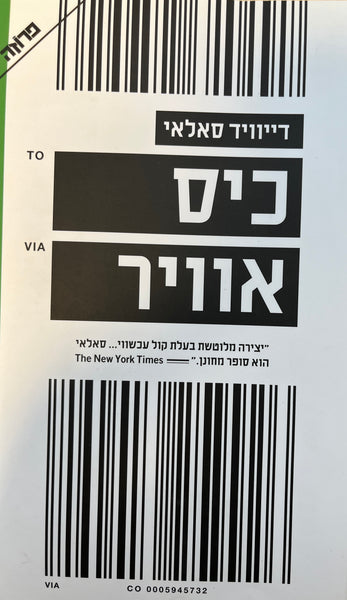 פראזה
דייוויד סאלאי
TO
כיס
VIA
אוויר
"יצירה מלוטשת בעלת קול עכשווי... סאלאי
הוא סופר מחונן." The New York Times
VIA
CO 0005945732